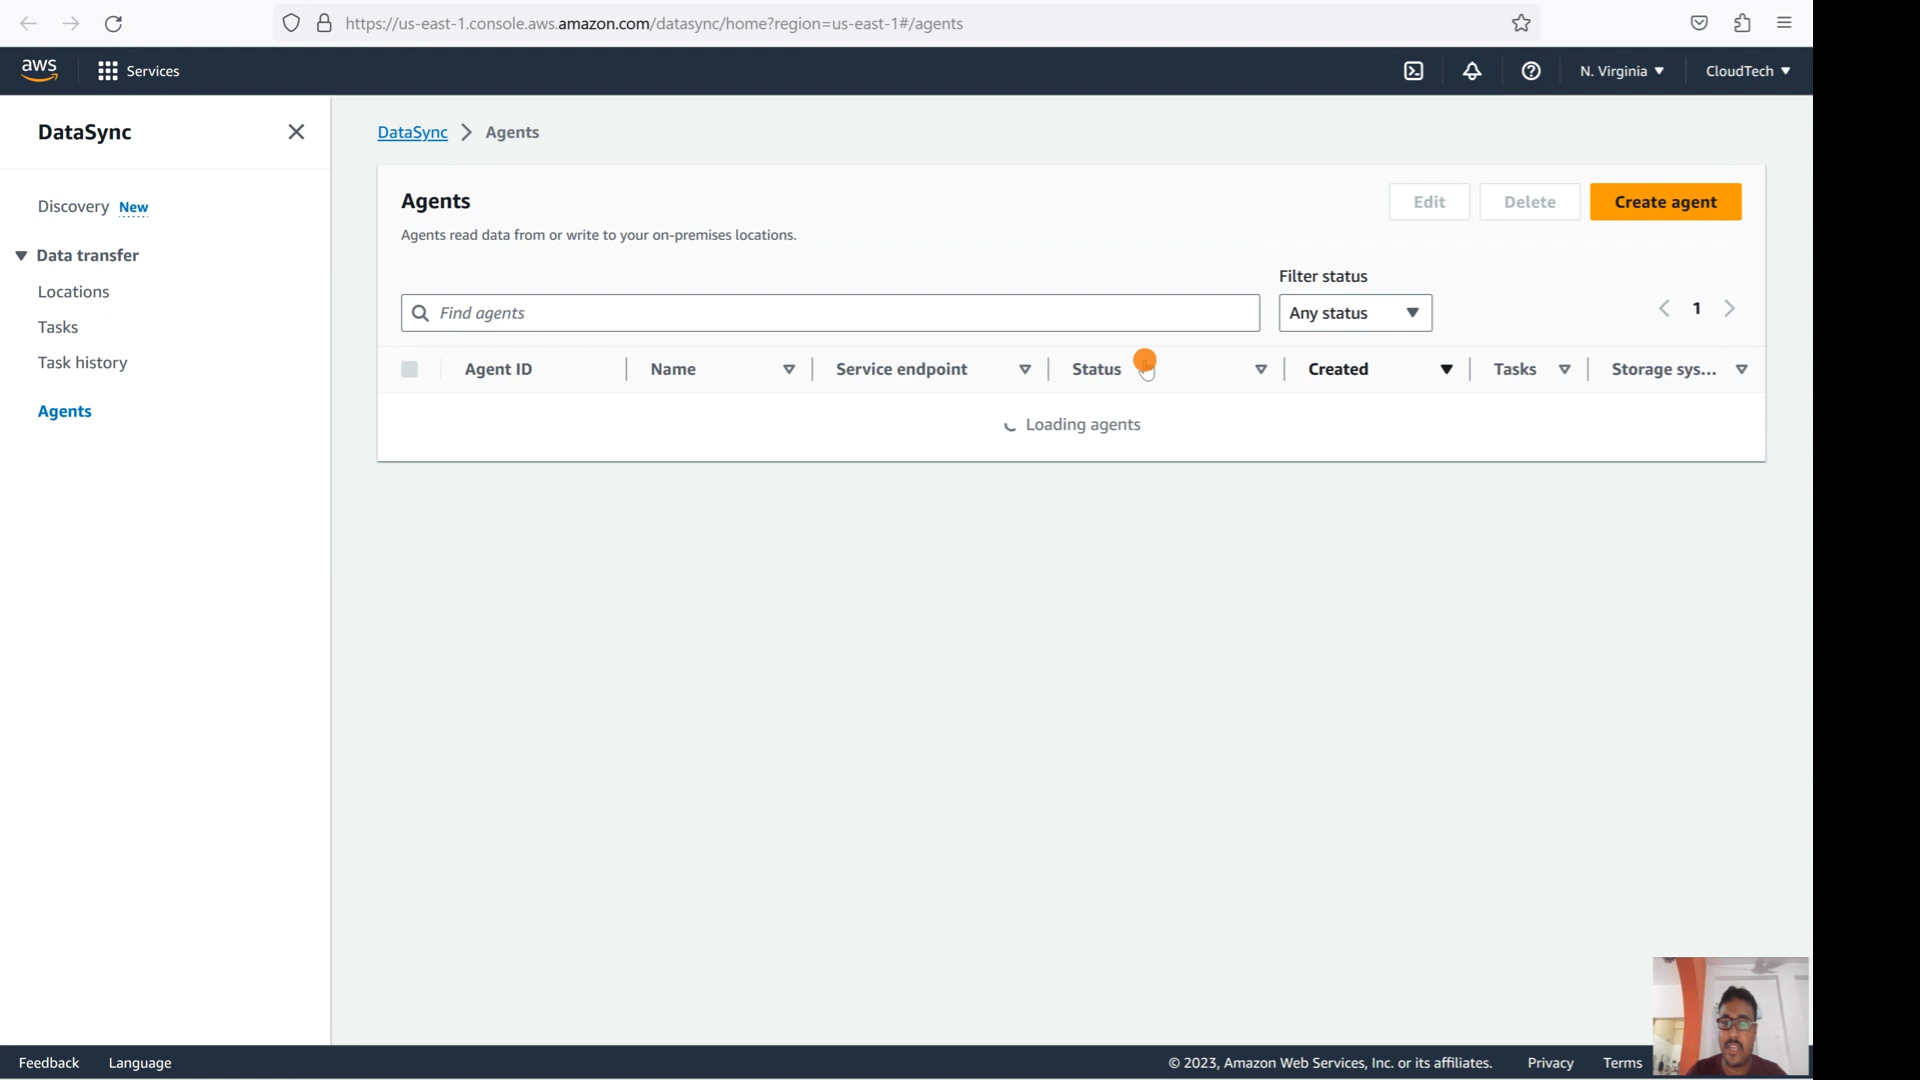 https://us-east-1.console.aws.amazon.com/datasync/home?region=us-east-1#/agents
aws
Services
N. Virginia
CloudTech
DataSync
Discovery New
Data transfer
Locations
Tasks
Task history
Agents
DataSync > Agents
Agents
Edit
Delete
Create agent
Agents read data from or write to your on-premises locations.
Filter status
Find agents
Any status
1
Agent ID
Name
Service endpoint
Status
Created
Tasks
Storage sys...
Loading agents
Feedback
Language
© 2023, Amazon Web Services, Inc. or its affiliates.
Privacy
Terms